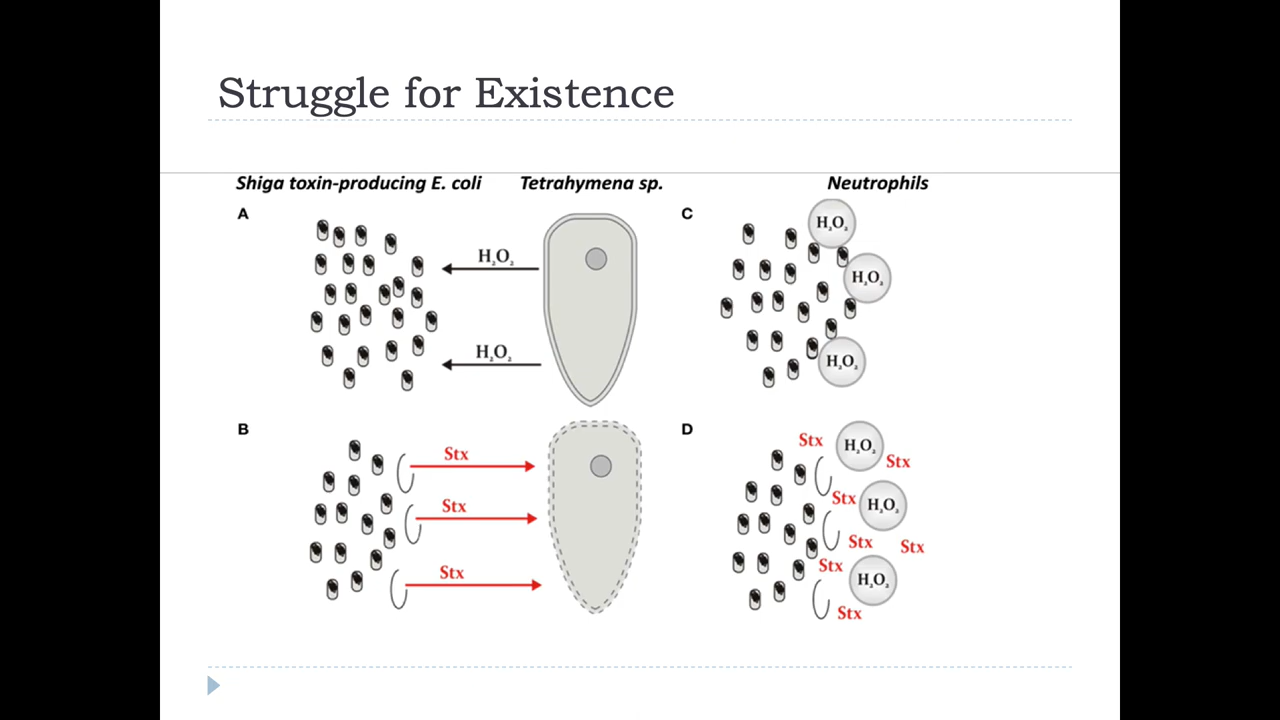 Struggle for Existence
Shiga toxin-producing E. coli
Tetrahymena sp.
Neutrophils
A
H₂O₂
H₂O₂
C
H₂O₂
H₂O₂
H₂O₂
B
Stx
Stx
Stx
D
Stx
H₂O₂
Stx
Stx
H₂O₂
Stx
Stx
Stx
H₂O₂
Stx